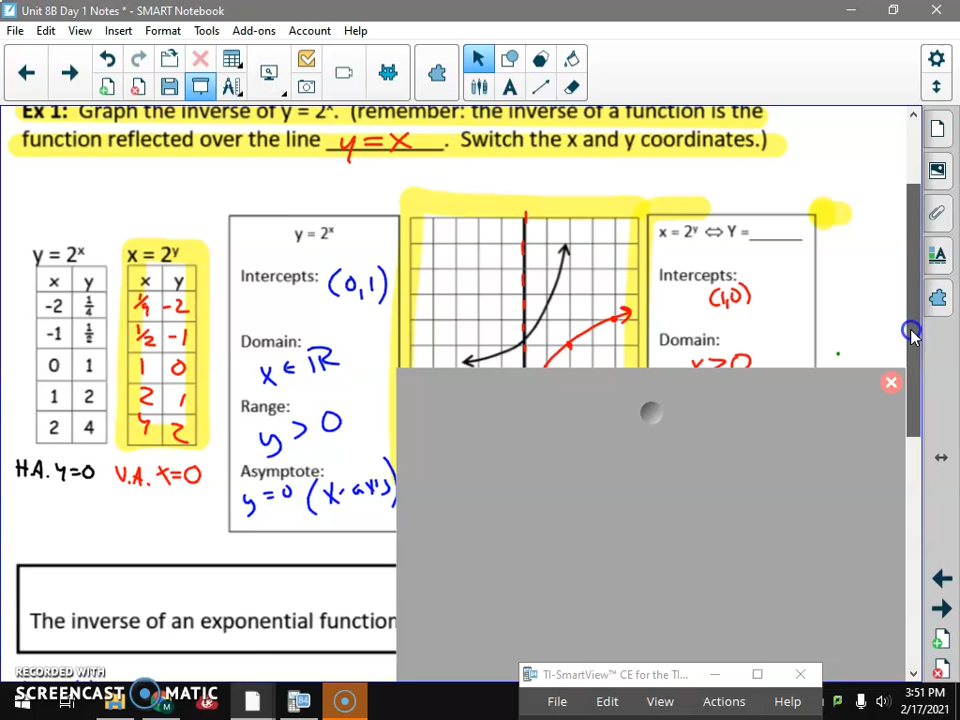 Unit 8B Day 1 Notes * - SMART Notebook
File Edit View Insert Format Tools Add-ons Account Help
Ex 1: Graph the inverse of y = 2ˣ. (remember: the inverse of a function is the
function reflected over the line y = x. Switch the x and y coordinates.)
y = 2ˣ
x y
-2 1/4
-1 1/2
0 1
1 2
2 4
H.A. y=0
x = 2ʸ
x y
1/4 -2
1/2 -1
1 0
2 1
4 2
V.A. x=0
y = 2ˣ
Intercepts: (0,1)
Domain:
x ∈ ℝ
Range:
y > 0
Asymptote:
y = 0 (x-axis)
x = 2ʸ ⇔ Y =______
Intercepts:
(1,0)
Domain:
x > 0
The inverse of an exponential function
RECORDED WITH
SCREENCAST MATIC
TI-SmartView™ CE for the TI...
File Edit View Actions Help
3:51 PM
2/17/2021